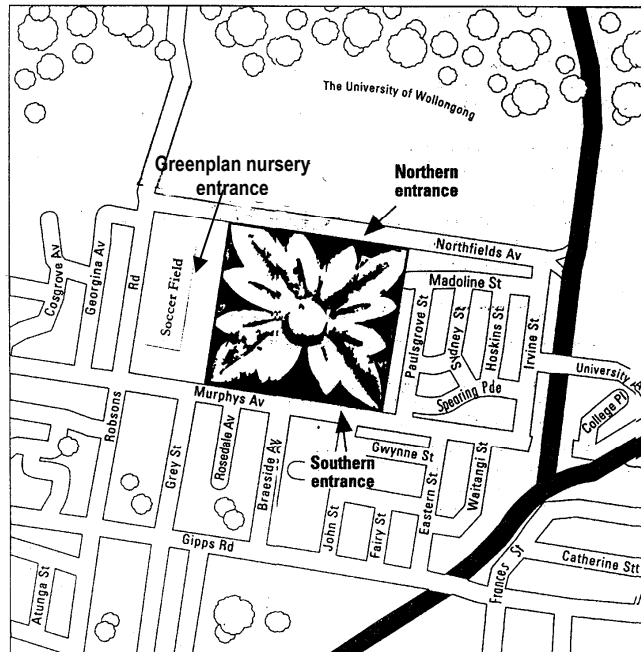 The University of Wollongong
Greenplan nursery
entrance
Northern
entrance
Northfields Av
Cosgrove Av
Georgina Av
Rd
Soccer Field
Madoline St
Paulsgrove St
Sydney St
Hoskins St
Irvine St
University
Spearing Pde
College Pl
Murphys Av
Robsons
Grey St
Rosedale Av
Braeside Av
Southern
entrance
Gwynne St
Waitangi St
Eastern St
John St
Fairy St
Gipps Rd
Frances St
Catherine Stt
Atunga St